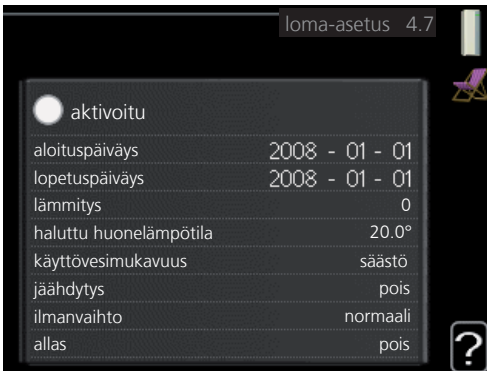 loma-asetus 4.7
aktivoitu
aloituspäiväys 2008 - 01 - 01
lopetuspäiväys 2008 - 01 - 01
lämmitys 0
haluttu huonelämpötila 20.0°
käyttövesimukavuus säästö
jäähdytys pois
ilmanvaihto normaali
allas pois
?